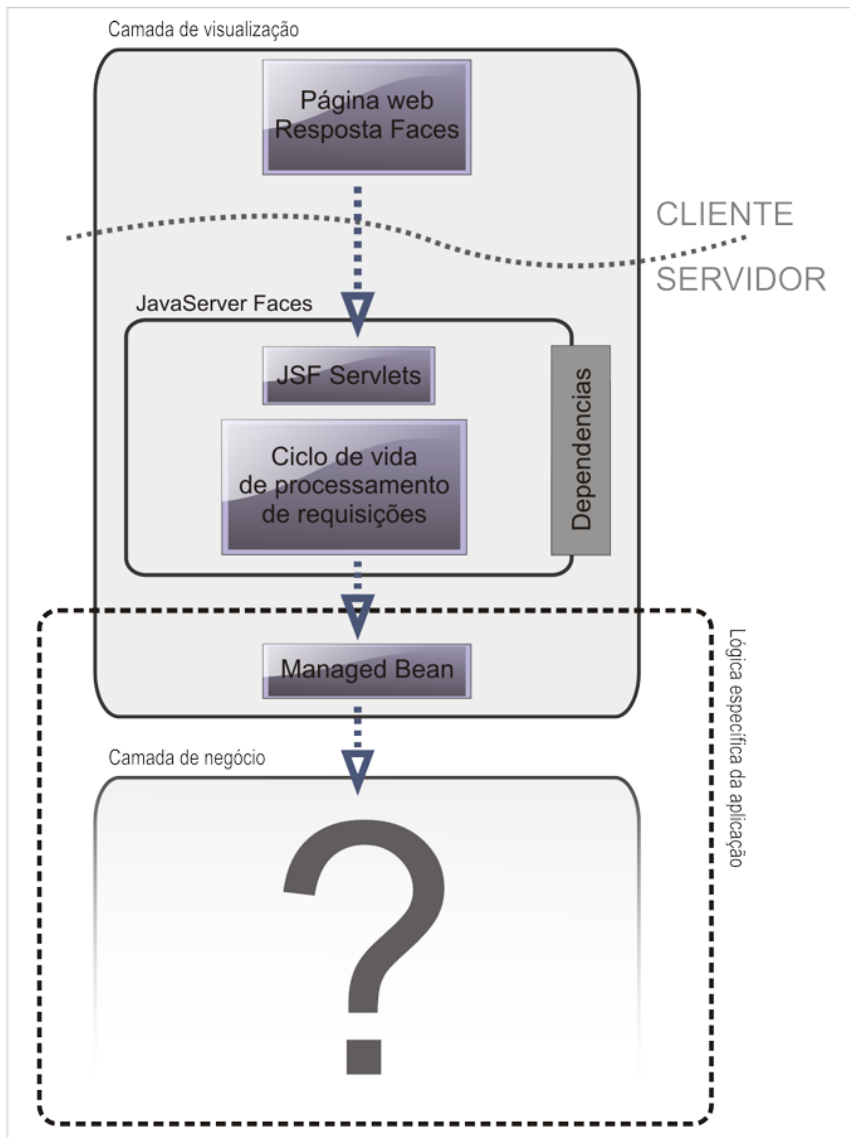 Camada de visualização
Página web
Resposta Faces
CLIENTE
SERVIDOR
JavaServer Faces
JSF Servlets
Dependencias
Ciclo de vida
de processamento
de requisições
Managed Bean
Lógica específica da aplicação
Camada de negócio
?